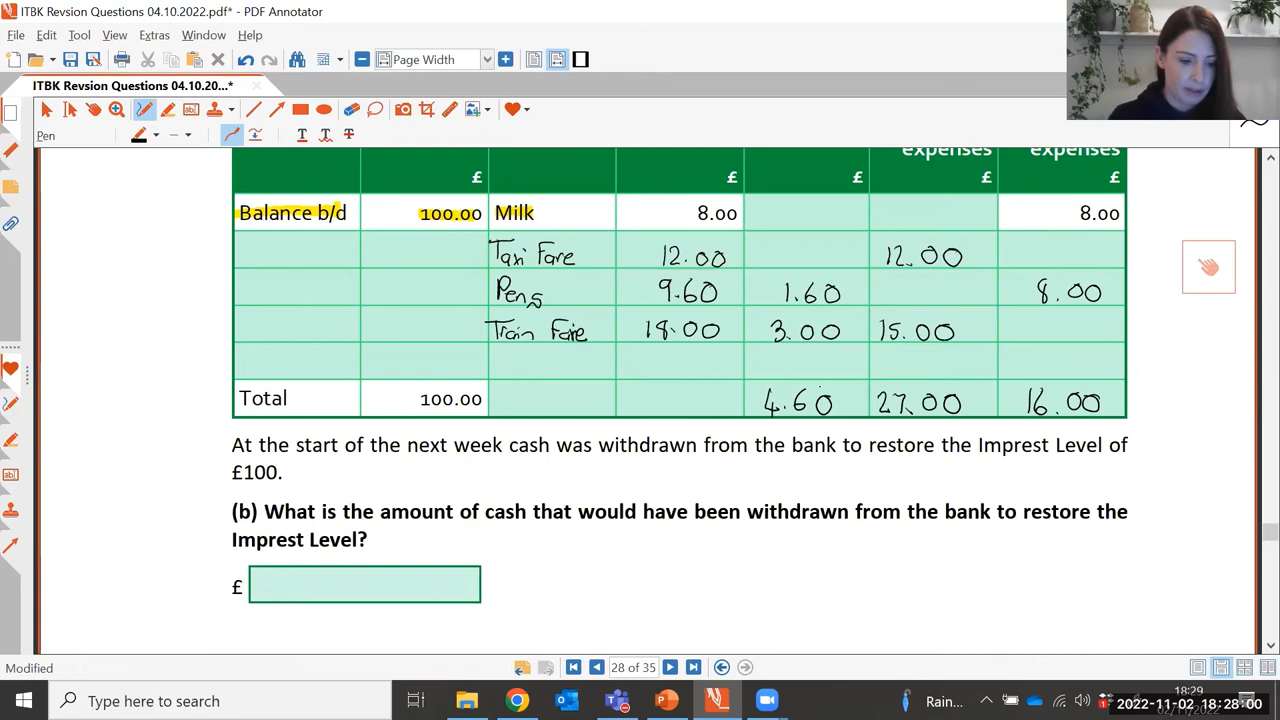 ITBK Revsion Questions 04.10.2022.pdf* - PDF Annotator
File Edit Tool View Extras Window Help
Page Width
ITBK Revsion Questions 04.10.20...*
Pen
expenses expenses
£ £ £ £ £
Balance b/d 100.00 Milk 8.00 8.00
Taxi Fare 12.00 12.00
Pens 9.60 1.60 8.00
Train Fare 18.00 3.00 15.00
Total 100.00 4.60 27.00 16.00
At the start of the next week cash was withdrawn from the bank to restore the Imprest Level of
£100.
(b) What is the amount of cash that would have been withdrawn from the bank to restore the
Imprest Level?
£
Modified 28 of 35
Type here to search Rain... 18:29
2022-11-02 18:28:00